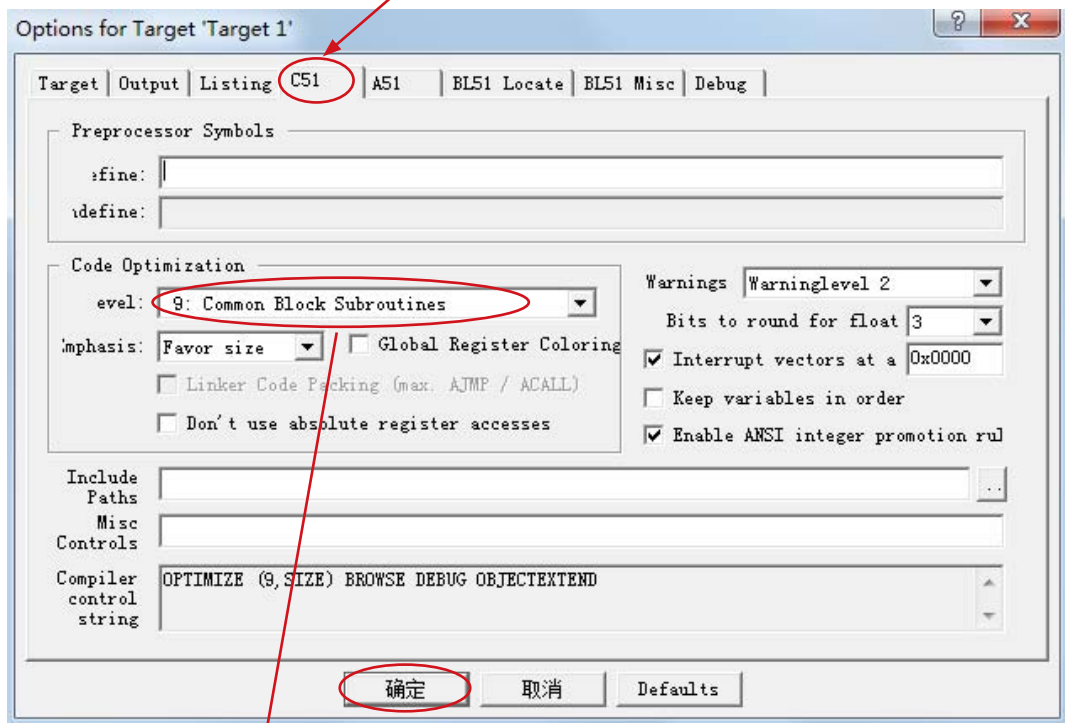 Options for Target 'Target 1'
Target Output Listing C51 A51 BL51 Locate BL51 Misc Debug
Preprocessor Symbols
efine:
ndefine:
Code Optimization
evel: 9: Common Block Subroutines
Emphasis: Favor size Global Register Coloring
Linker Code Packing (max. AJMP / ACALL)
Don't use absolute register accesses
Warnings Warninglevel 2
Bits to round for float 3
Interrupt vectors at a 0x0000
Keep variables in order
Enable ANSI integer promotion rul
Include Paths
..
Misc Controls
Compiler control string
OPTIMIZE (9,SIZE) BROWSE DEBUG OBJECTEXTEND
确定 取消 Defaults